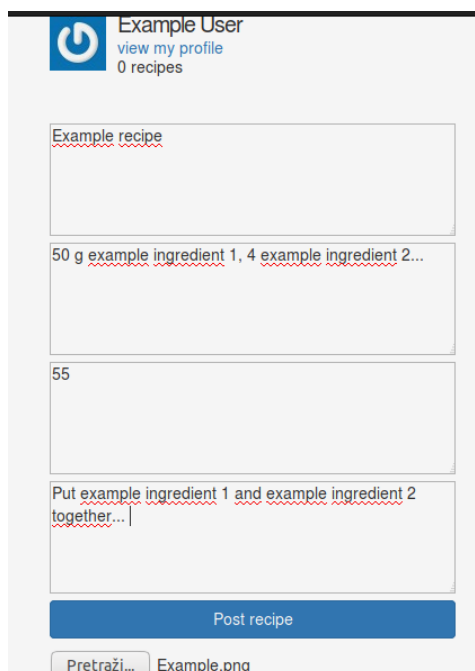 Example User
view my profile
0 recipes
Example recipe
50 g example ingredient 1, 4 example ingredient 2...
55
Put example ingredient 1 and example ingredient 2
together...
Post recipe
Pretraži... Example.png